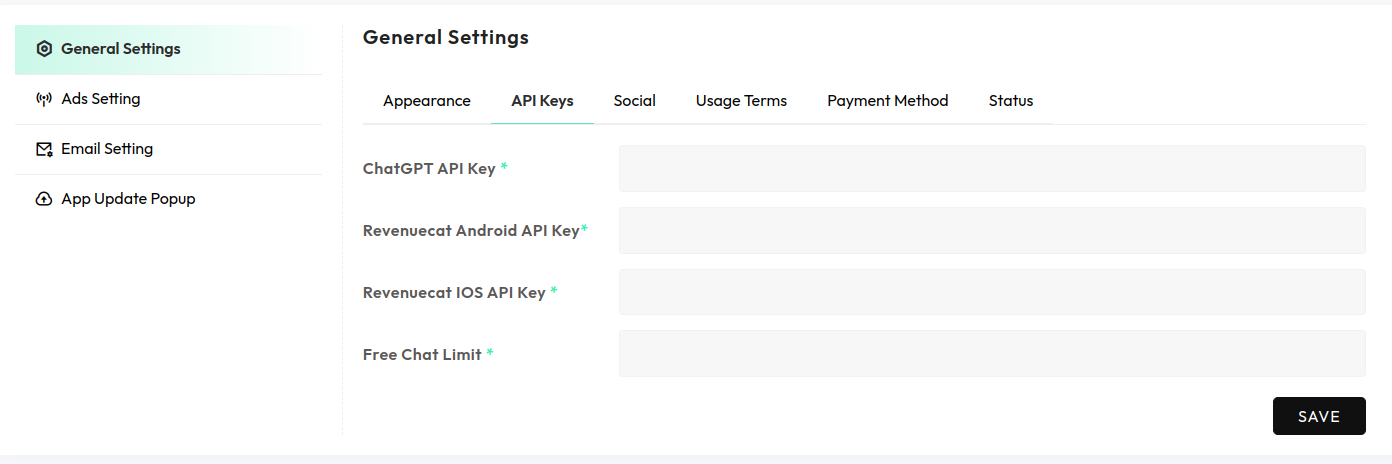 General Settings
Ads Setting
Email Setting
App Update Popup
General Settings
Appearance API Keys Social Usage Terms Payment Method Status
ChatGPT API Key *
Revenuecat Android API Key*
Revenuecat IOS API Key *
Free Chat Limit *
SAVE